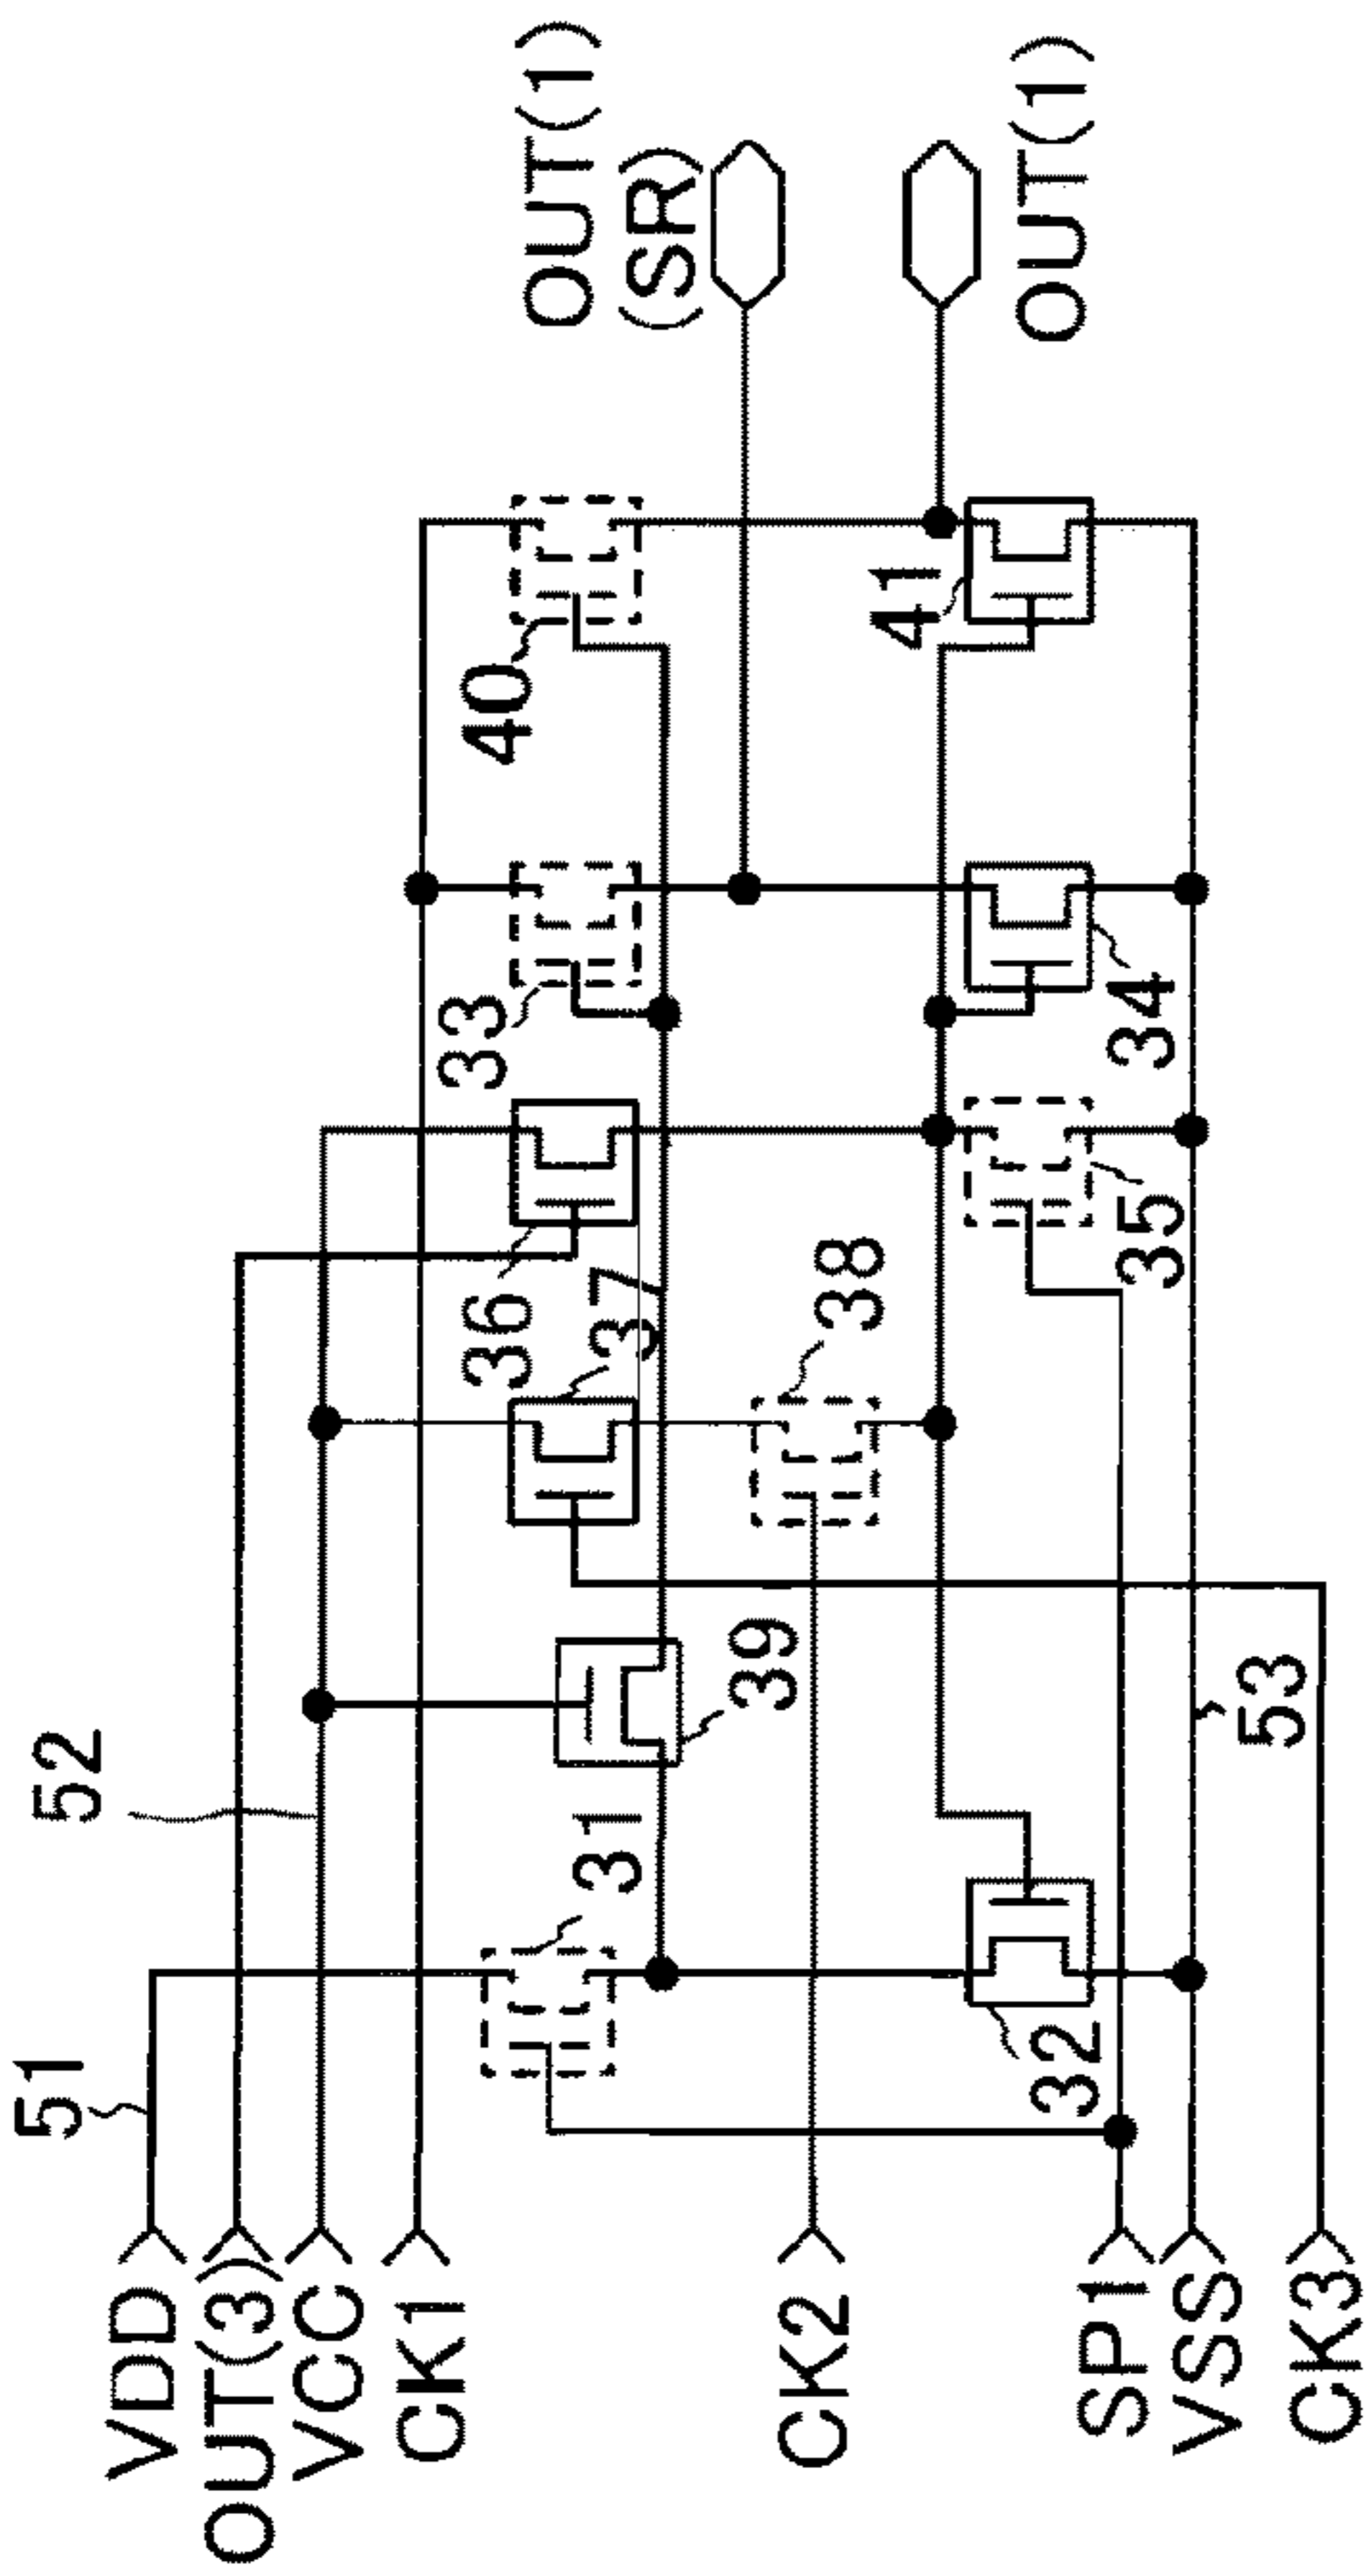 VDD
OUT(3)
VCC
CK1
CK2
SP1
VSS
CK3
51
52
31
32
39
53
37
38
36
35
33
34
40
41
OUT(1)
(SR)
OUT(1)